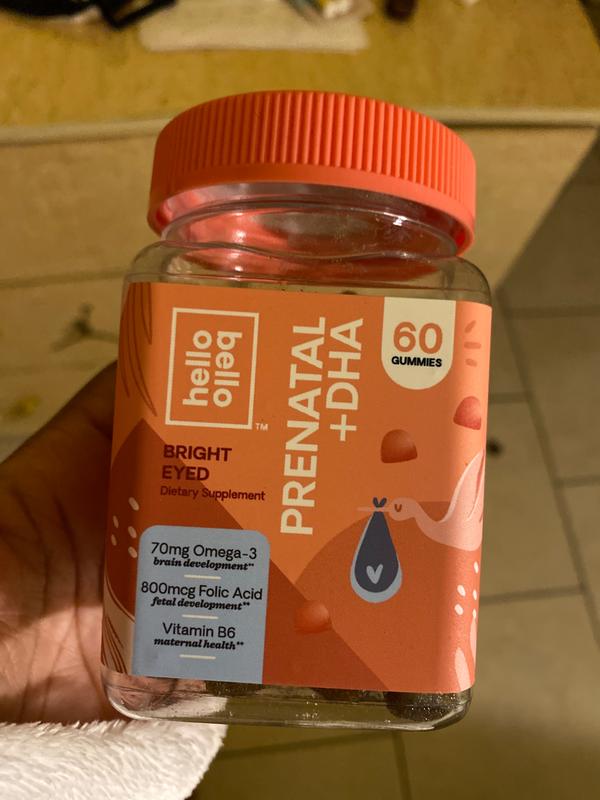 hello
bello
TM
PRENATAL
+DHA
60
GUMMIES
BRIGHT
EYED
Dietary Supplement
70mg Omega-3
brain development**
800mcg Folic Acid
fetal development**
Vitamin B6
maternal health**